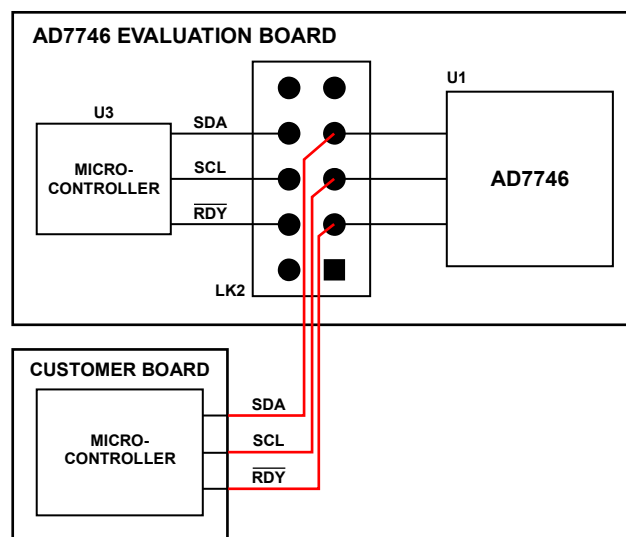 AD7746 EVALUATION BOARD
U1
U3
SDA
MICRO-
CONTROLLER
SCL
AD7746
RDY
LK2
CUSTOMER BOARD
SDA
MICRO-
CONTROLLER
SCL
RDY